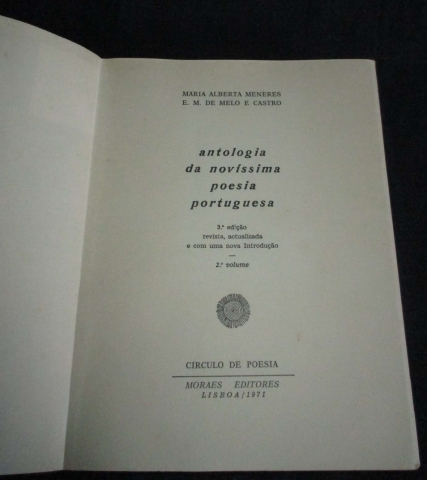 MARIA ALBERTA MENERES
E. M. DE MELO E CASTRO
antologia
da novíssima
poesia
portuguesa
3.ª edição
revista, actualizada
e com uma nova Introdução
—
2.º volume
CÍRCULO DE POESIA
MORAES EDITORES
LISBOA/1971